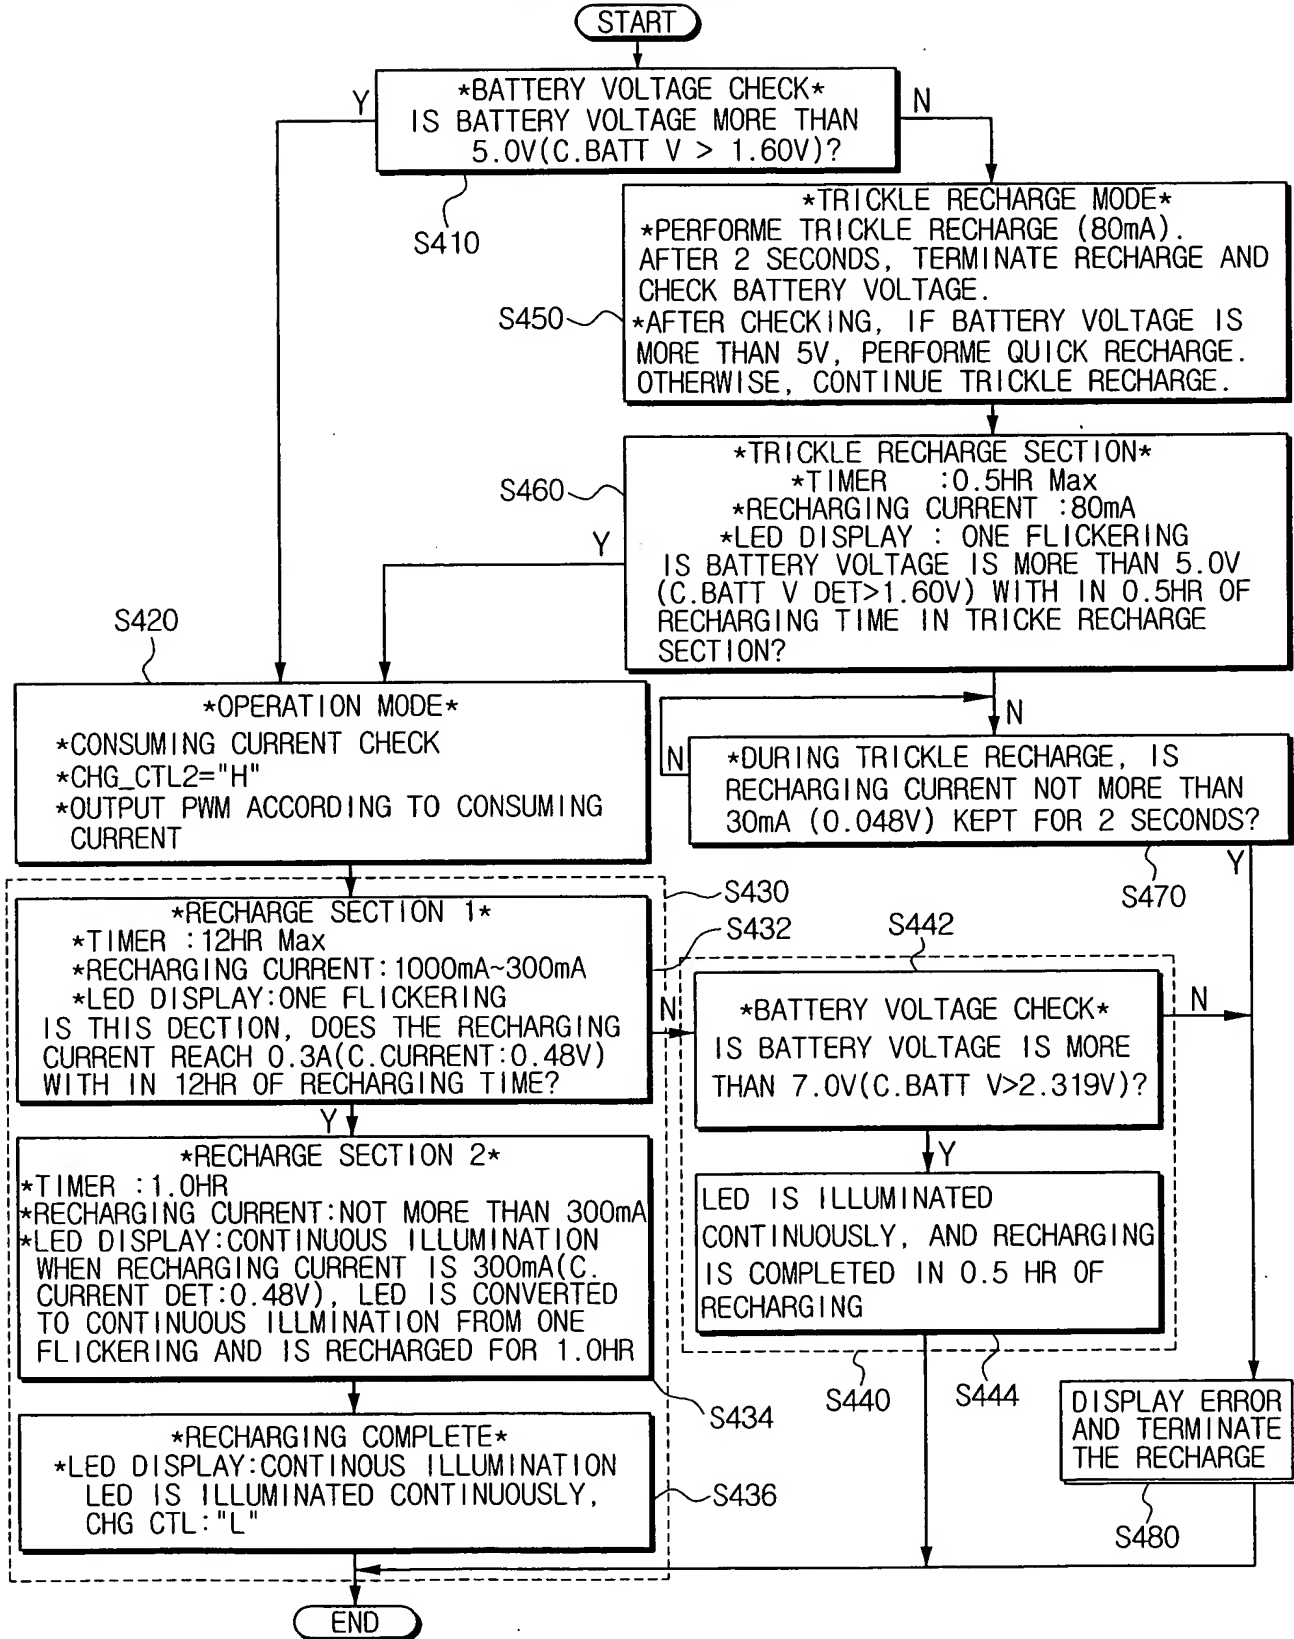 START
*BATTERY VOLTAGE CHECK*
IS BATTERY VOLTAGE MORE THAN
5.0V(C.BATT V > 1.60V)?
Y
N
S410
*TRICKLE RECHARGE MODE*
*PERFORME TRICKLE RECHARGE (80mA).
AFTER 2 SECONDS, TERMINATE RECHARGE AND
CHECK BATTERY VOLTAGE.
*AFTER CHECKING, IF BATTERY VOLTAGE IS
MORE THAN 5V, PERFORME QUICK RECHARGE.
OTHERWISE, CONTINUE TRICKLE RECHARGE.
S450
*TRICKLE RECHARGE SECTION*
*TIMER :0.5HR Max
*RECHARGING CURRENT :80mA
*LED DISPLAY : ONE FLICKERING
IS BATTERY VOLTAGE IS MORE THAN 5.0V
(C.BATT V DET>1.60V) WITH IN 0.5HR OF
RECHARGING TIME IN TRICKE RECHARGE
SECTION?
S460
Y
N
S420
*OPERATION MODE*
*CONSUMING CURRENT CHECK
*CHG_CTL2="H"
*OUTPUT PWM ACCORDING TO CONSUMING
CURRENT
N
*DURING TRICKLE RECHARGE, IS
RECHARGING CURRENT NOT MORE THAN
30mA (0.048V) KEPT FOR 2 SECONDS?
Y
S470
S430
*RECHARGE SECTION 1*
*TIMER :12HR Max
*RECHARGING CURRENT:1000mA~300mA
*LED DISPLAY:ONE FLICKERING
IS THIS DECTION, DOES THE RECHARGING
CURRENT REACH 0.3A(C.CURRENT:0.48V)
WITH IN 12HR OF RECHARGING TIME?
S432
N
Y
S442
*BATTERY VOLTAGE CHECK*
IS BATTERY VOLTAGE IS MORE
THAN 7.0V(C.BATT V>2.319V)?
N
Y
LED IS ILLUMINATED
CONTINUOUSLY, AND RECHARGING
IS COMPLETED IN 0.5 HR OF
RECHARGING
S440
S444
*RECHARGE SECTION 2*
*TIMER :1.0HR
*RECHARGING CURRENT:NOT MORE THAN 300mA
*LED DISPLAY:CONTINUOUS ILLUMINATION
WHEN RECHARGING CURRENT IS 300mA(C.
CURRENT DET:0.48V), LED IS CONVERTED
TO CONTINUOUS ILLMINATION FROM ONE
FLICKERING AND IS RECHARGED FOR 1.0HR
S434
DISPLAY ERROR
AND TERMINATE
THE RECHARGE
S480
*RECHARGING COMPLETE*
*LED DISPLAY:CONTINOUS ILLUMINATION
LED IS ILLUMINATED CONTINUOUSLY,
CHG CTL:"L"
S436
END